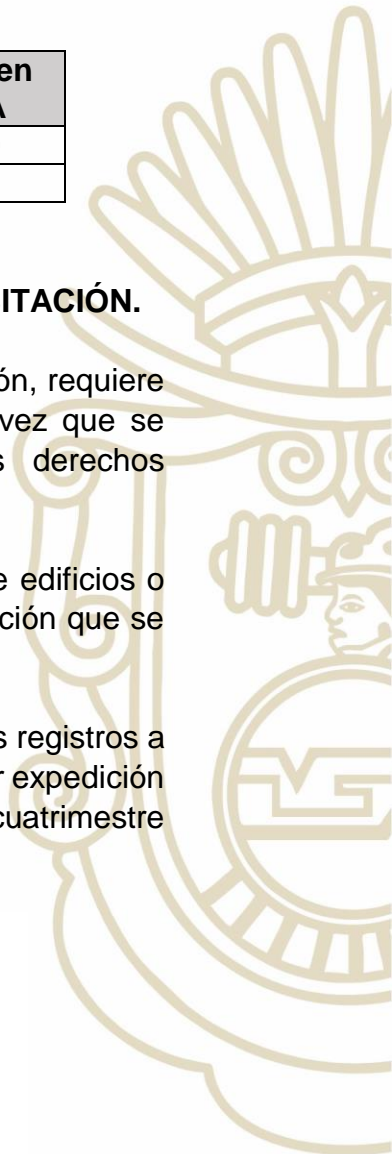 en
A
ITACIÓN.
ón, requiere
vez que se
s derechos
e edificios o
ción que se
s registros a
r expedición
cuatrimestre